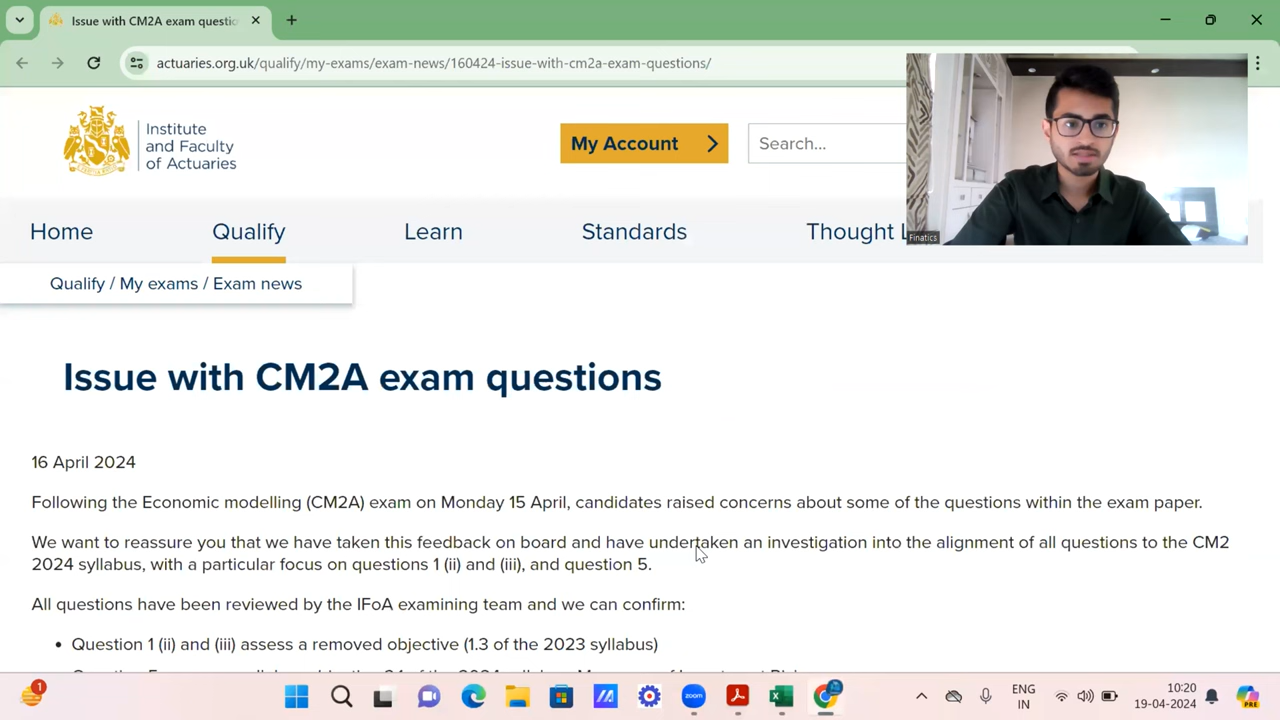 Issue with CM2A exam questio
actuaries.org.uk/qualify/my-exams/exam-news/160424-issue-with-cm2a-exam-questions/
Institute
and Faculty
of Actuaries
My Account
Search...
Finatics
Home Qualify Learn Standards Thought L
Qualify / My exams / Exam news
Issue with CM2A exam questions
16 April 2024
Following the Economic modelling (CM2A) exam on Monday 15 April, candidates raised concerns about some of the questions within the exam paper.
We want to reassure you that we have taken this feedback on board and have undertaken an investigation into the alignment of all questions to the CM2
2024 syllabus, with a particular focus on questions 1 (ii) and (iii), and question 5.
All questions have been reviewed by the IFoA examining team and we can confirm:
• Question 1 (ii) and (iii) assess a removed objective (1.3 of the 2023 syllabus)
1
zoom
ENG
IN
10:20
19-04-2024
PRE